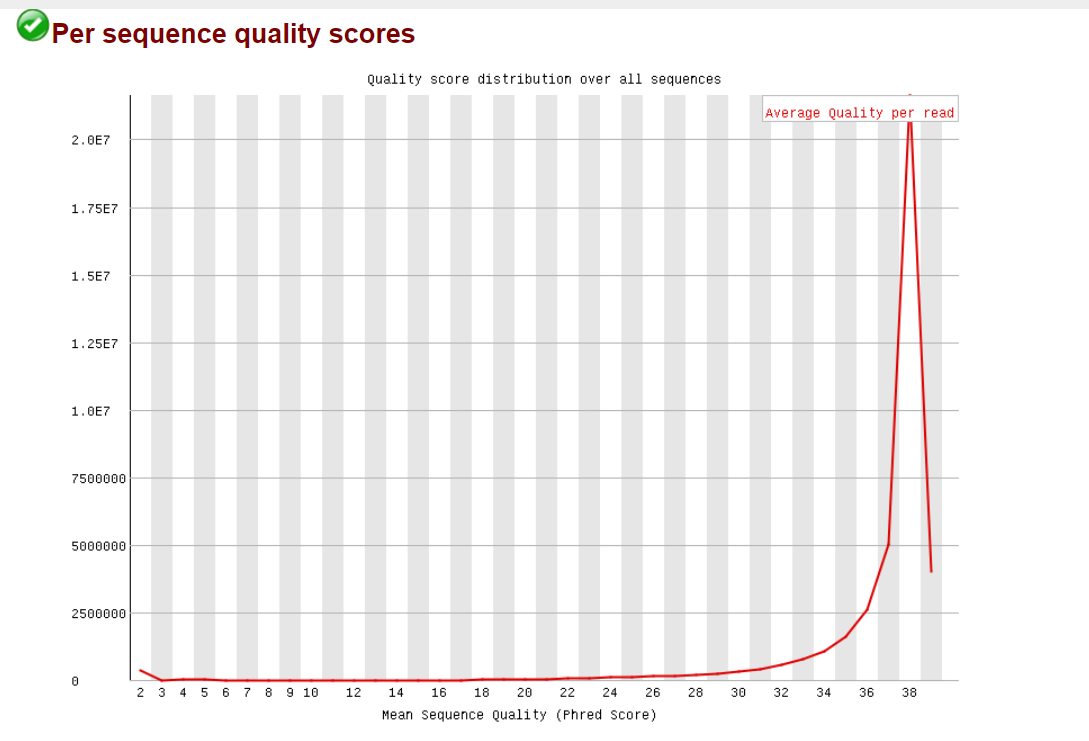 Per sequence quality scores
Quality score distribution over all sequences
Average Quality per read
2.0E7
1.75E7
1.5E7
1.25E7
1.0E7
7500000
5000000
2500000
0
2 3 4 5 6 7 8 9 10 12 14 16 18 20 22 24 26 28 30 32 34 36 38
Mean Sequence Quality (Phred Score)